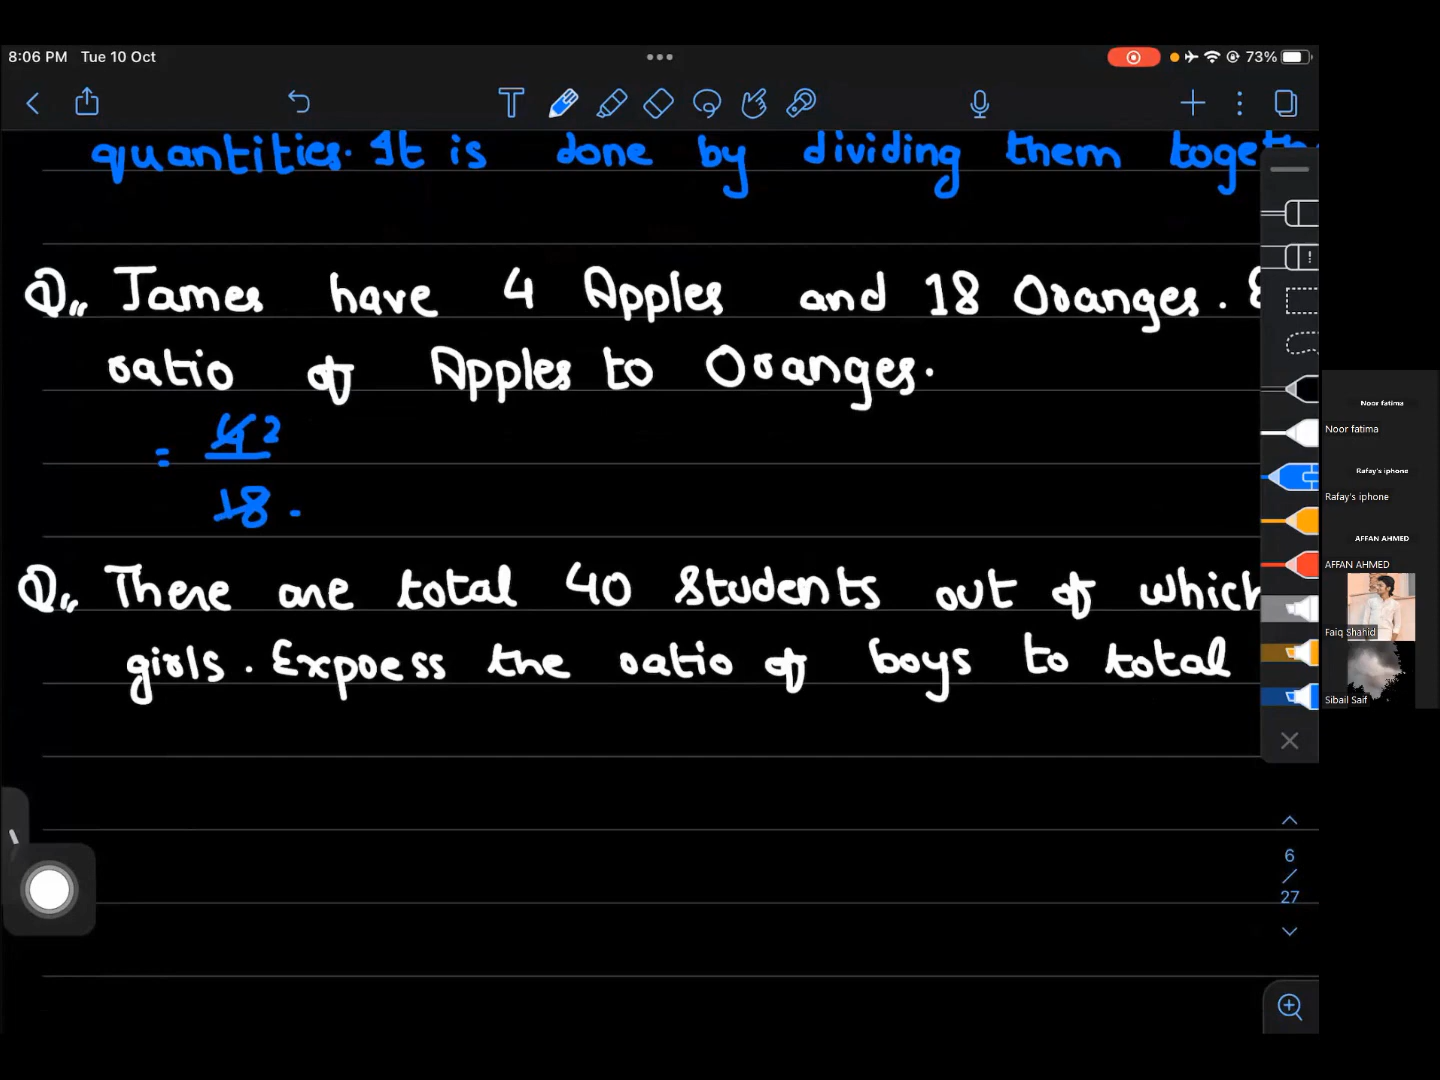 8:06 PM Tue 10 Oct
73%
quantities. It is done by dividing them
Q,, James have 4 Apples and 18 Oranges.
ratio of Apples to Oranges.
= 4 2
18
Q,, There are total 40 Students out of which
girls. Express the ratio of boys to total
6
/
27
Noor fatima
Noor fatima
Rafay's iphone
Rafay's iphone
AFFAN AHMED
AFFAN AHMED
Faiq Shahid
Sibail Saif